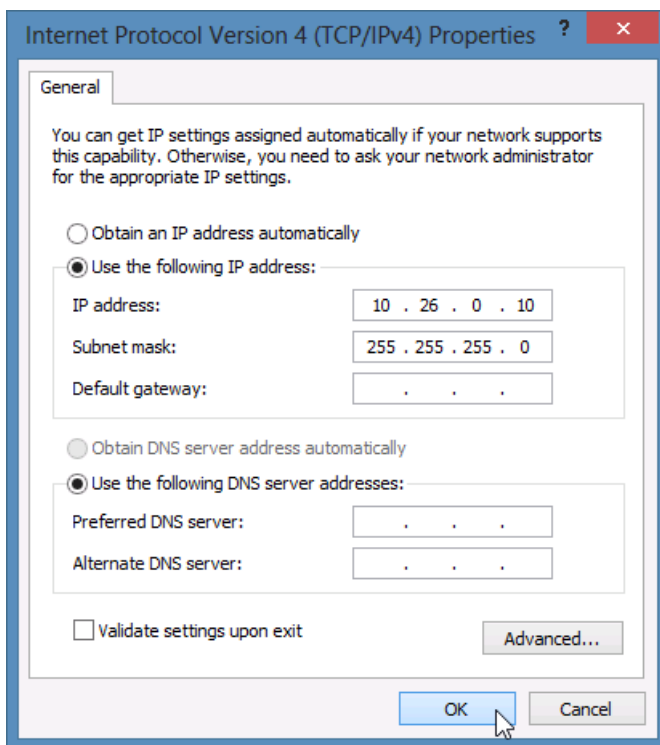 Internet Protocol Version 4 (TCP/IPv4) Properties ? ×
General
You can get IP settings assigned automatically if your network supports
this capability. Otherwise, you need to ask your network administrator
for the appropriate IP settings.
Obtain an IP address automatically
Use the following IP address:
IP address: 10 . 26 . 0 . 10
Subnet mask: 255 . 255 . 255 . 0
Default gateway: . . .
Obtain DNS server address automatically
Use the following DNS server addresses:
Preferred DNS server: . . .
Alternate DNS server: . . .
Validate settings upon exit
Advanced...
OK Cancel